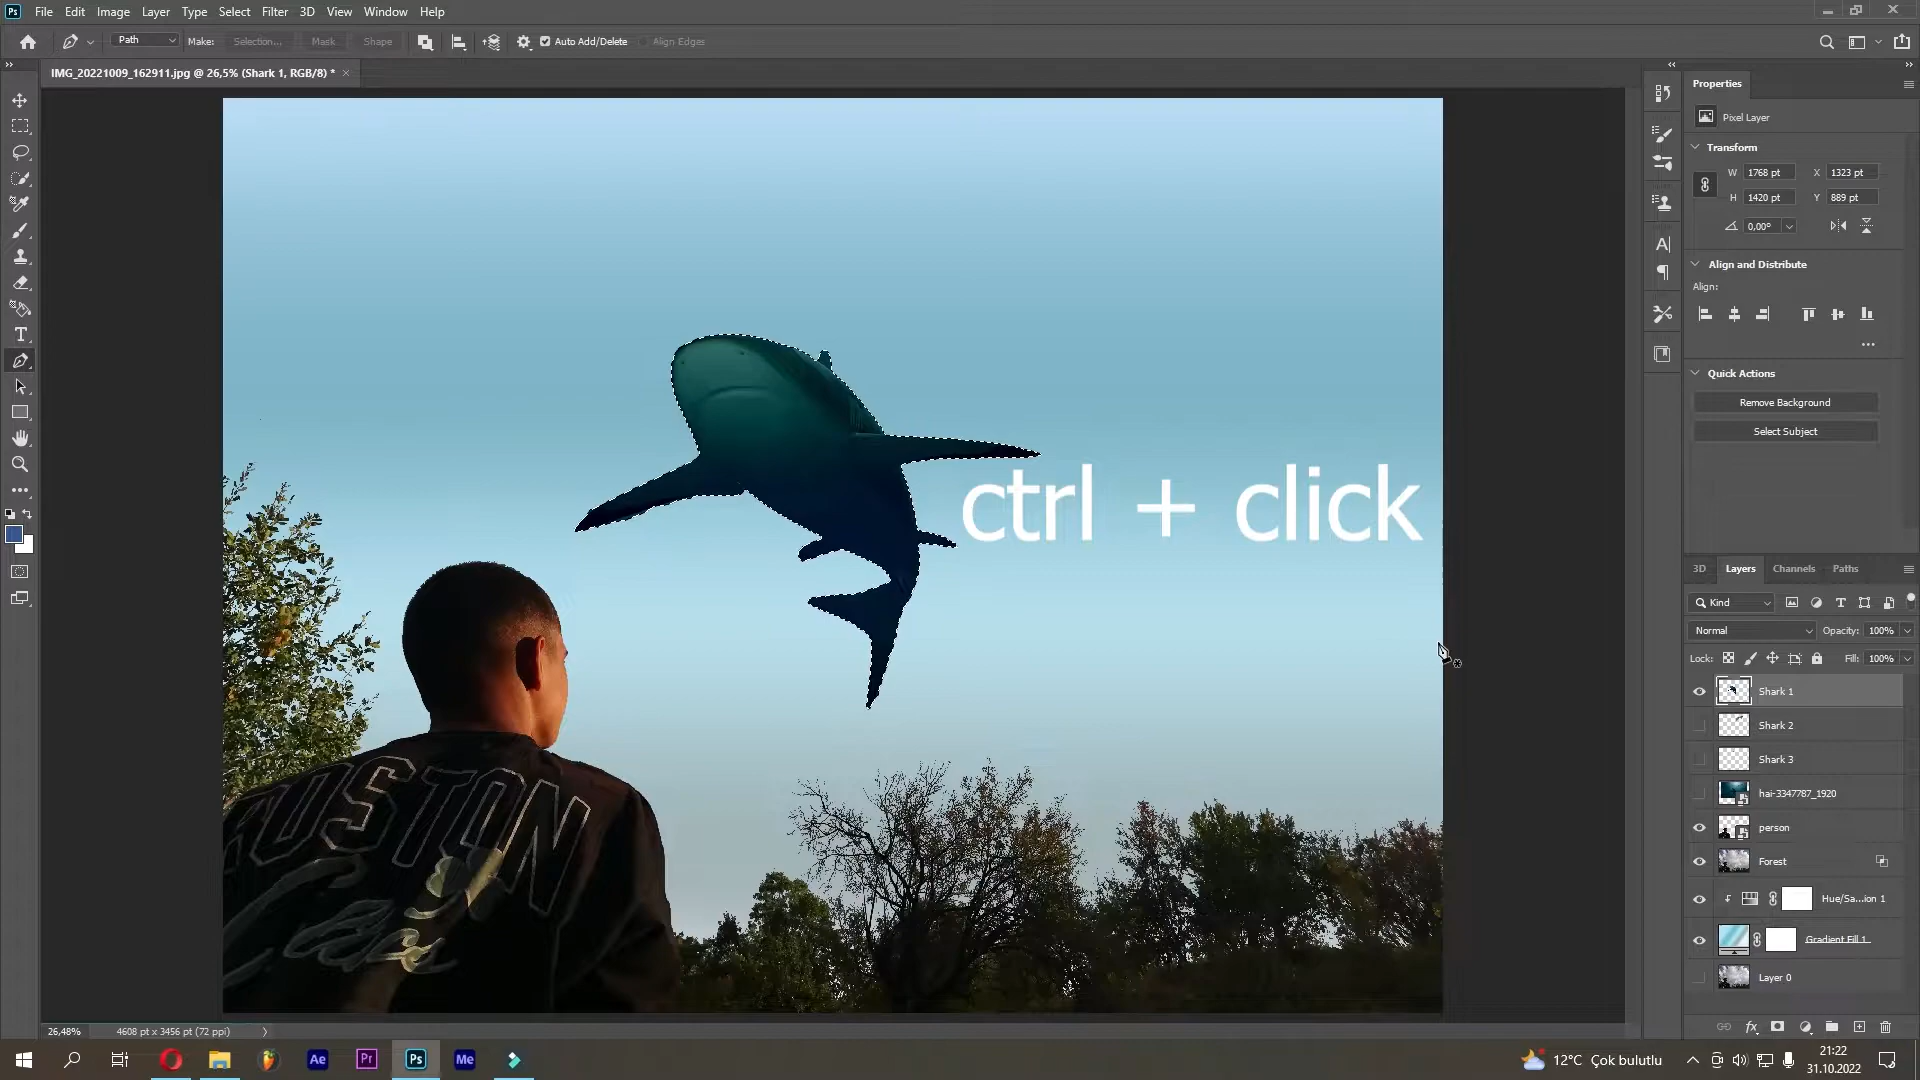 Ps File Edit Image Layer Type Select Filter 3D View Window Help
Path Make: Selection... Mask Shape Auto Add/Delete Align Edges
IMG_20221009_162911.jpg @ 26,5% (Shark 1, RGB/8) *
Properties
Pixel Layer
Transform
W 1768 pt X 1323 pt
H 1420 pt Y 889 pt
0,00°
Align and Distribute
Align:
Quick Actions
Remove Background
Select Subject
ctrl + click
3D Layers Channels Paths
Kind
Normal Opacity: 100%
Lock: Fill: 100%
Shark 1
Shark 2
Shark 3
hai-3347787_1920
person
Forest
Hue/Sa...ion 1
Gradient Fill 1
Layer 0
26,48% 4608 pt x 3456 pt (72 ppi)
Ae Pr Ps Me
12°C Çok bulutlu
21:22
31.10.2022